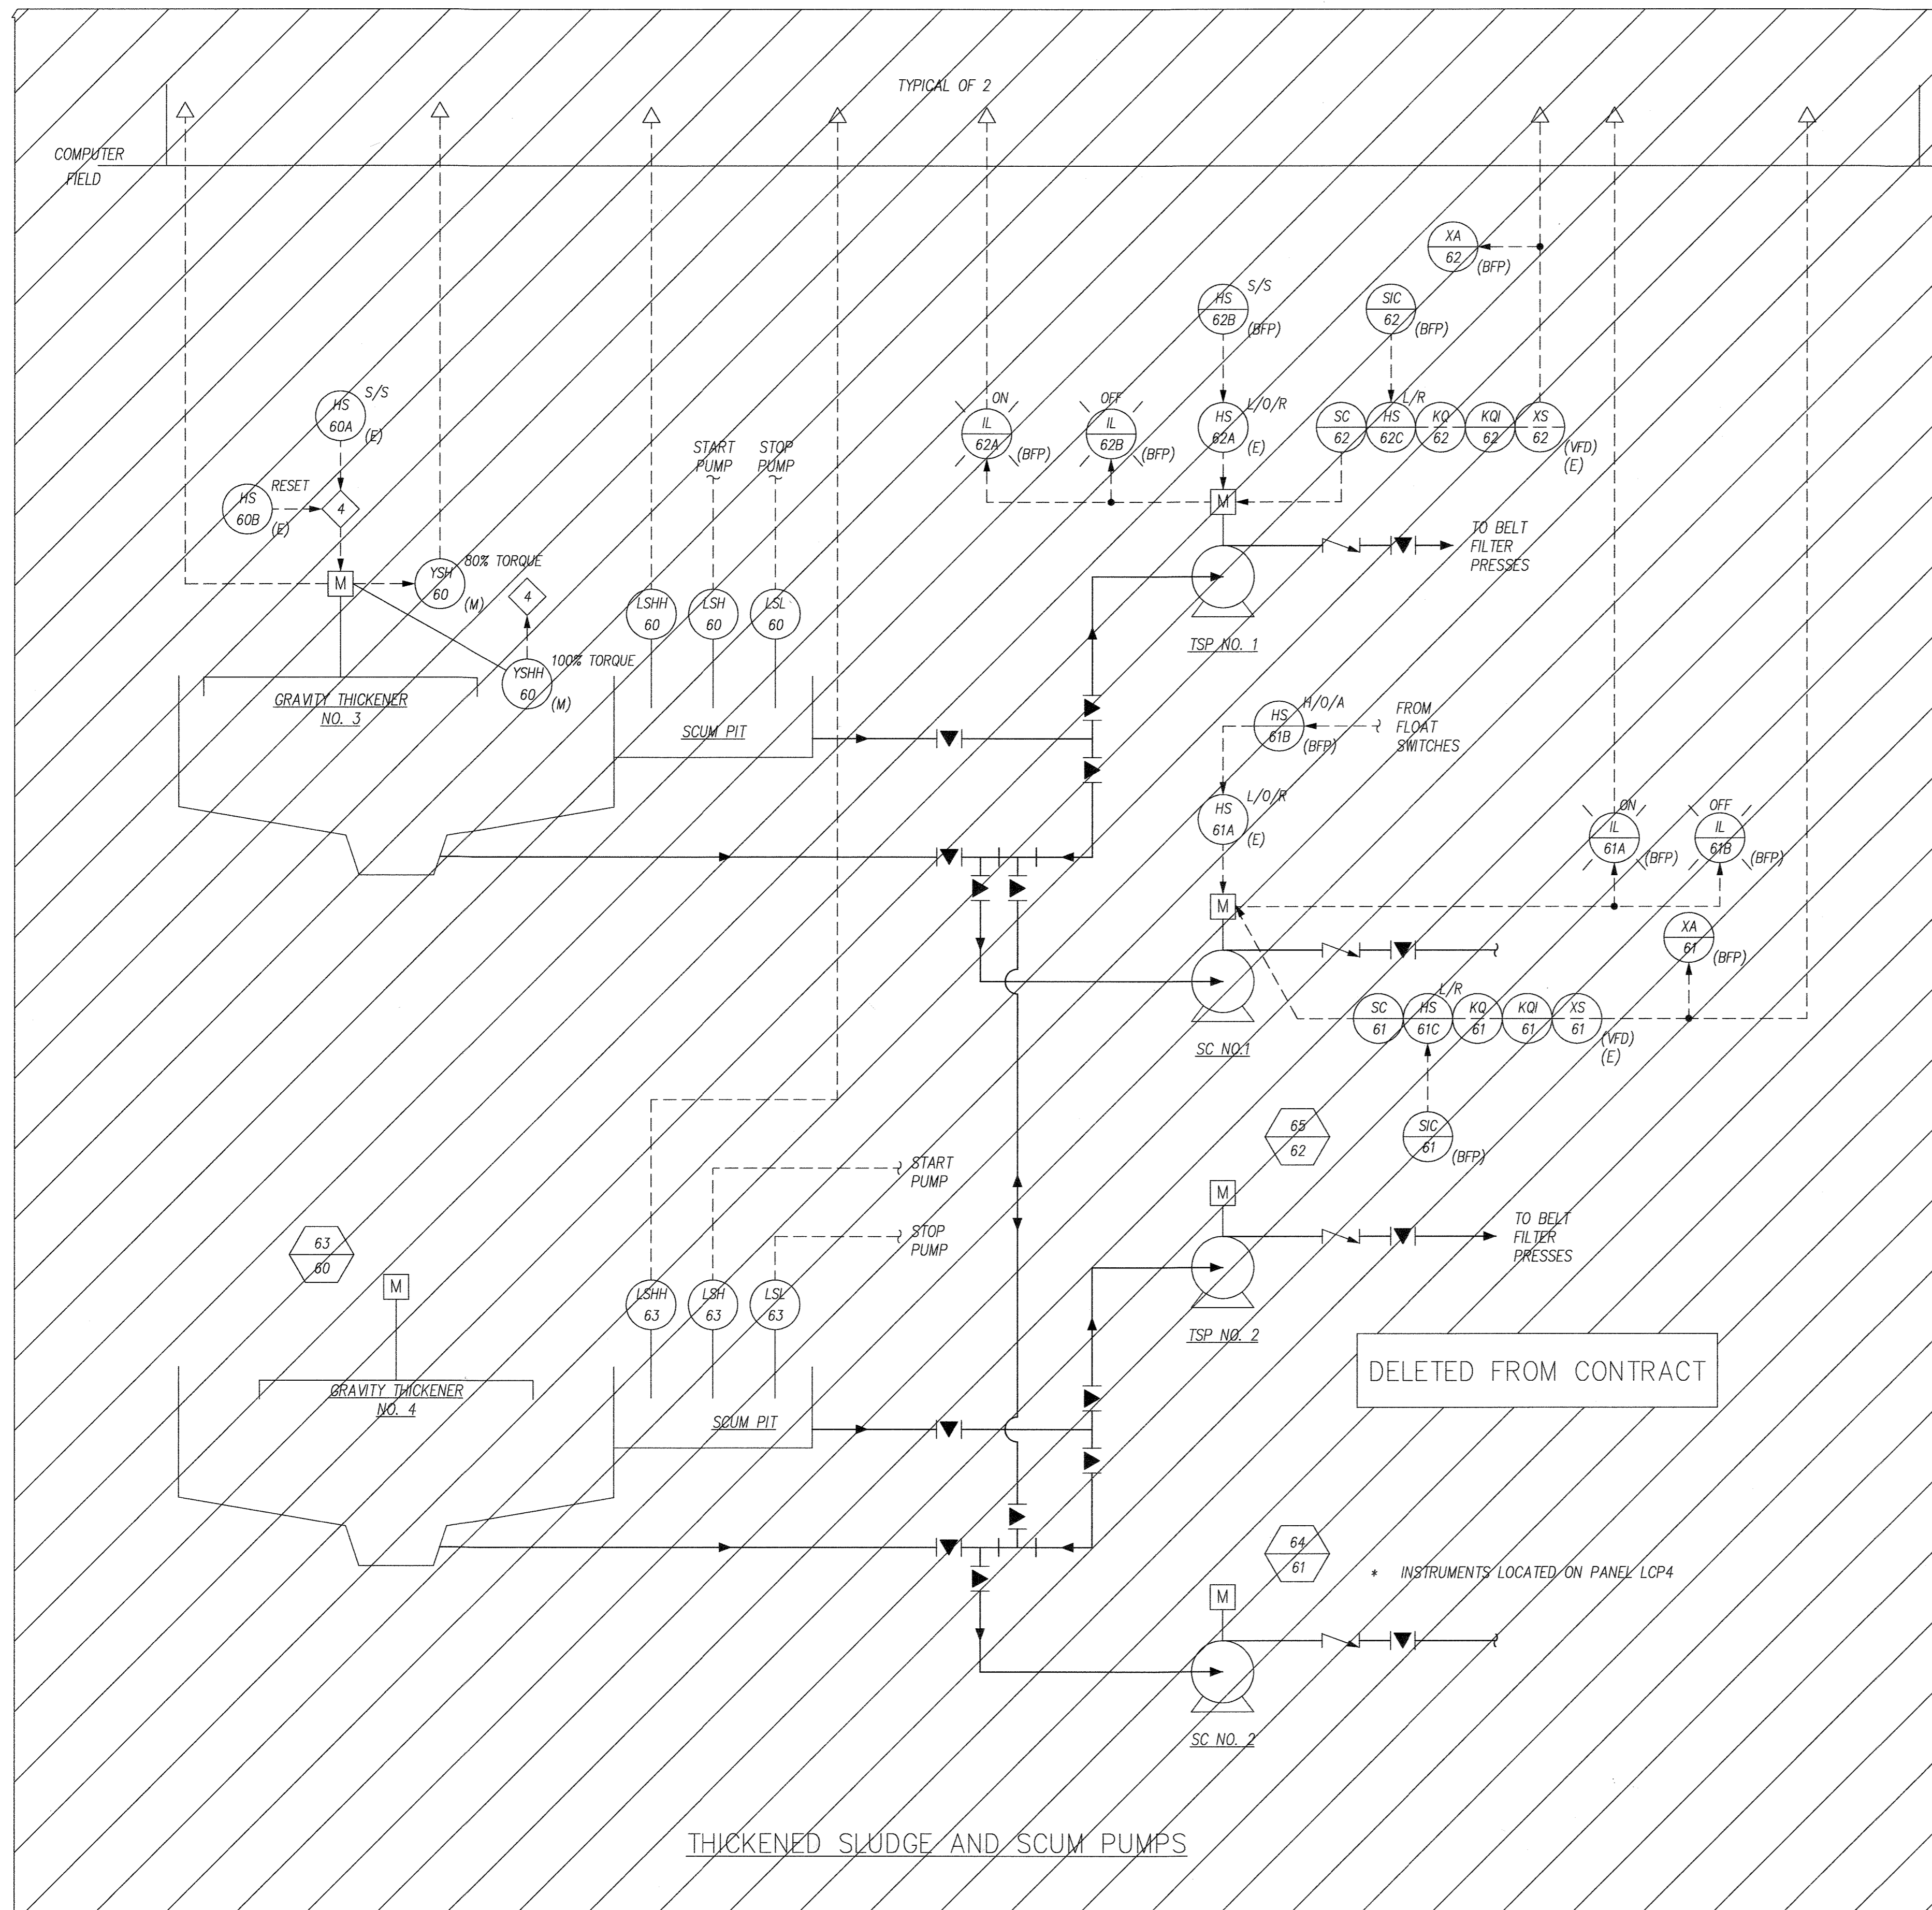 TYPICAL OF 2
COMPUTER
FIELD
XA
62
(BFP)
HS
62B
S/S
(BFP)
SIC
62
(BFP)
HS
60A
S/S
(E)
ON
IL
62A
(BFP)
OFF
IL
62B
(BFP)
HS
62A
L/O/R
(E)
SC
62
HS
62C
L/R
KQ
62
KQI
62
XS
62
(VFD)
(E)
START
PUMP
STOP
PUMP
HS
60B
RESET
(E)
4
M
M
TO BELT
FILTER
PRESSES
YSH
60
80% TORQUE
(M)
4
LSHH
60
LSH
60
LSL
60
TSP NO. 1
YSHH
60
100% TORQUE
(M)
GRAVITY THICKENER
NO. 3
SCUM PIT
HS
61B
H/O/A
(BFP)
FROM
FLOAT
SWITCHES
HS
61A
L/O/R
(E)
ON
IL
61A
(BFP)
OFF
IL
61B
(BFP)
M
XA
61
(BFP)
SC
61
HS
61C
L/R
KQ
61
KQI
61
XS
61
(VFD)
(E)
SC NO.1
65
62
SIC
61
(BFP)
START
PUMP
STOP
PUMP
M
TO BELT
FILTER
PRESSES
63
60
M
LSHH
63
LSH
63
LSL
63
TSP NO. 2
DELETED FROM CONTRACT
GRAVITY THICKENER
NO. 4
SCUM PIT
64
61
* INSTRUMENTS LOCATED ON PANEL LCP4
M
SC NO. 2
THICKENED SLUDGE AND SCUM PUMPS